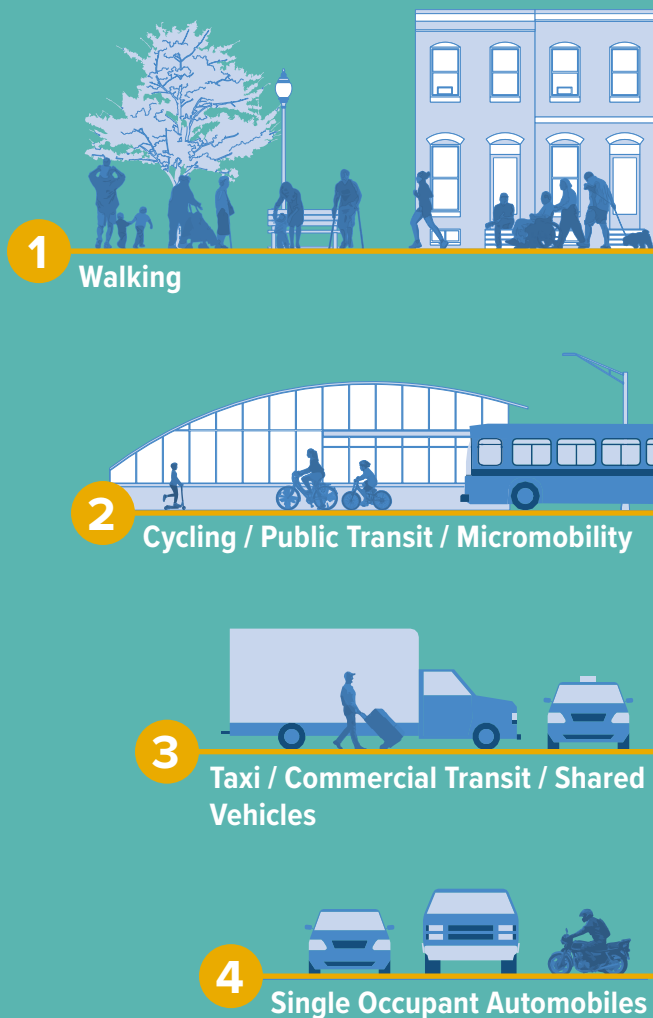 1
Walking
2
Cycling / Public Transit / Micromobility
3
Taxi / Commercial Transit / Shared
Vehicles
4
Single Occupant Automobiles